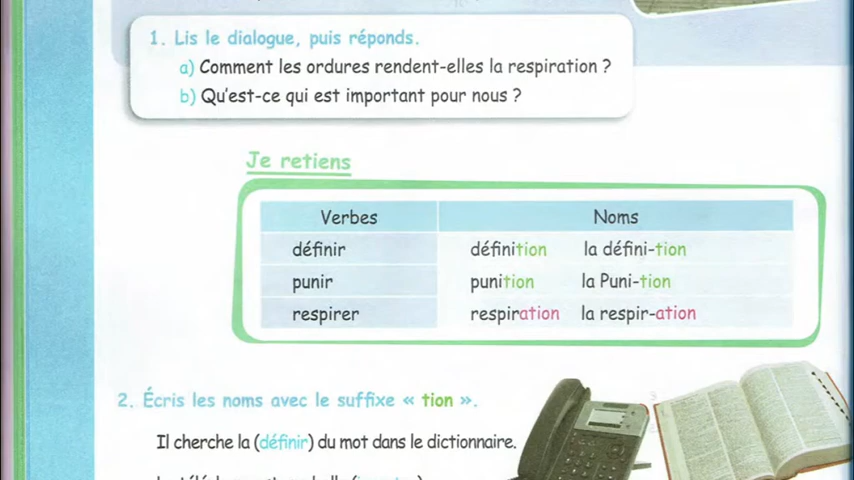 1. Lis le dialogue, puis réponds.
a) Comment les ordures rendent-elles la respiration ?
b) Qu'est-ce qui est important pour nous ?
Je retiens
Verbes Noms
définir définition la défini-tion
punir punition la Puni-tion
respirer respiration la respir-ation
2. Écris les noms avec le suffixe « tion ».
Il cherche la (définir) du mot dans le dictionnaire.